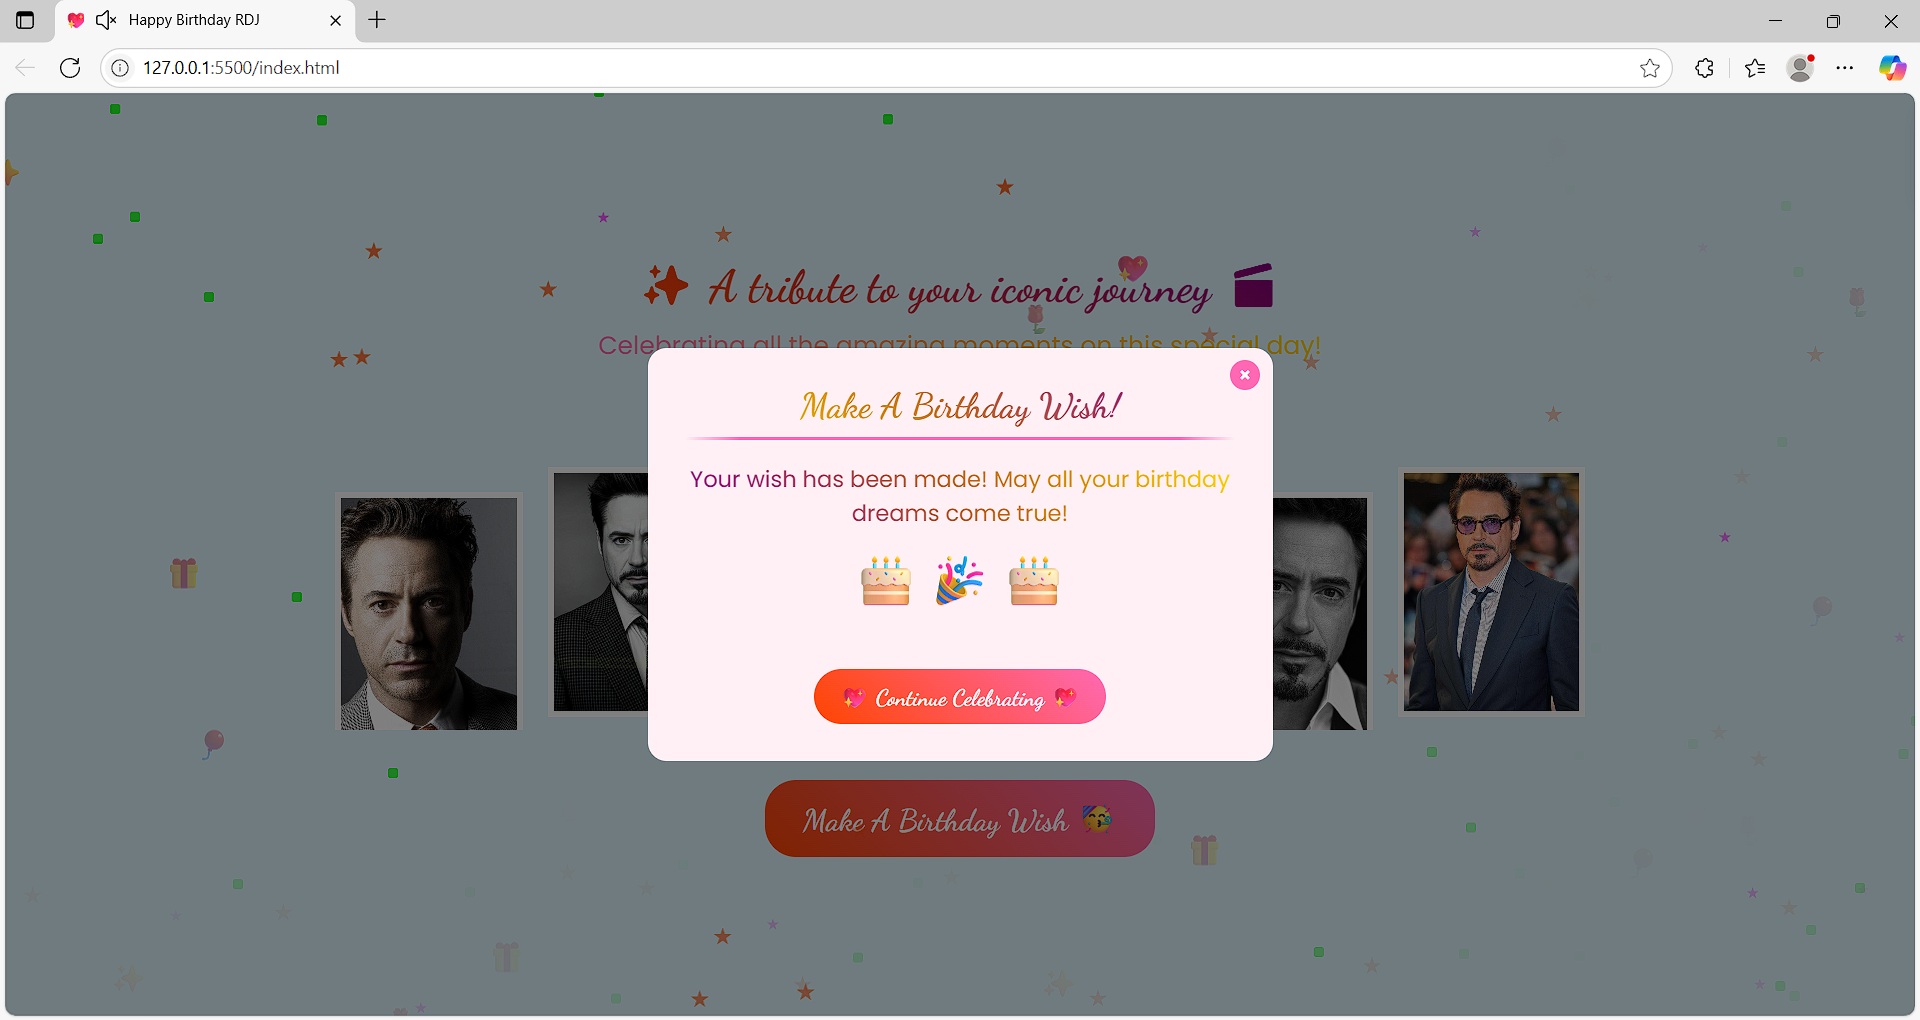 Happy Birthday RDJ
127.0.0.1:5500/index.html
A tribute to your iconic journey
Celebrating all the amazing moments on this special day!
Make A Birthday Wish!
Your wish has been made! May all your birthday
dreams come true!
Continue Celebrating
Make A Birthday Wish